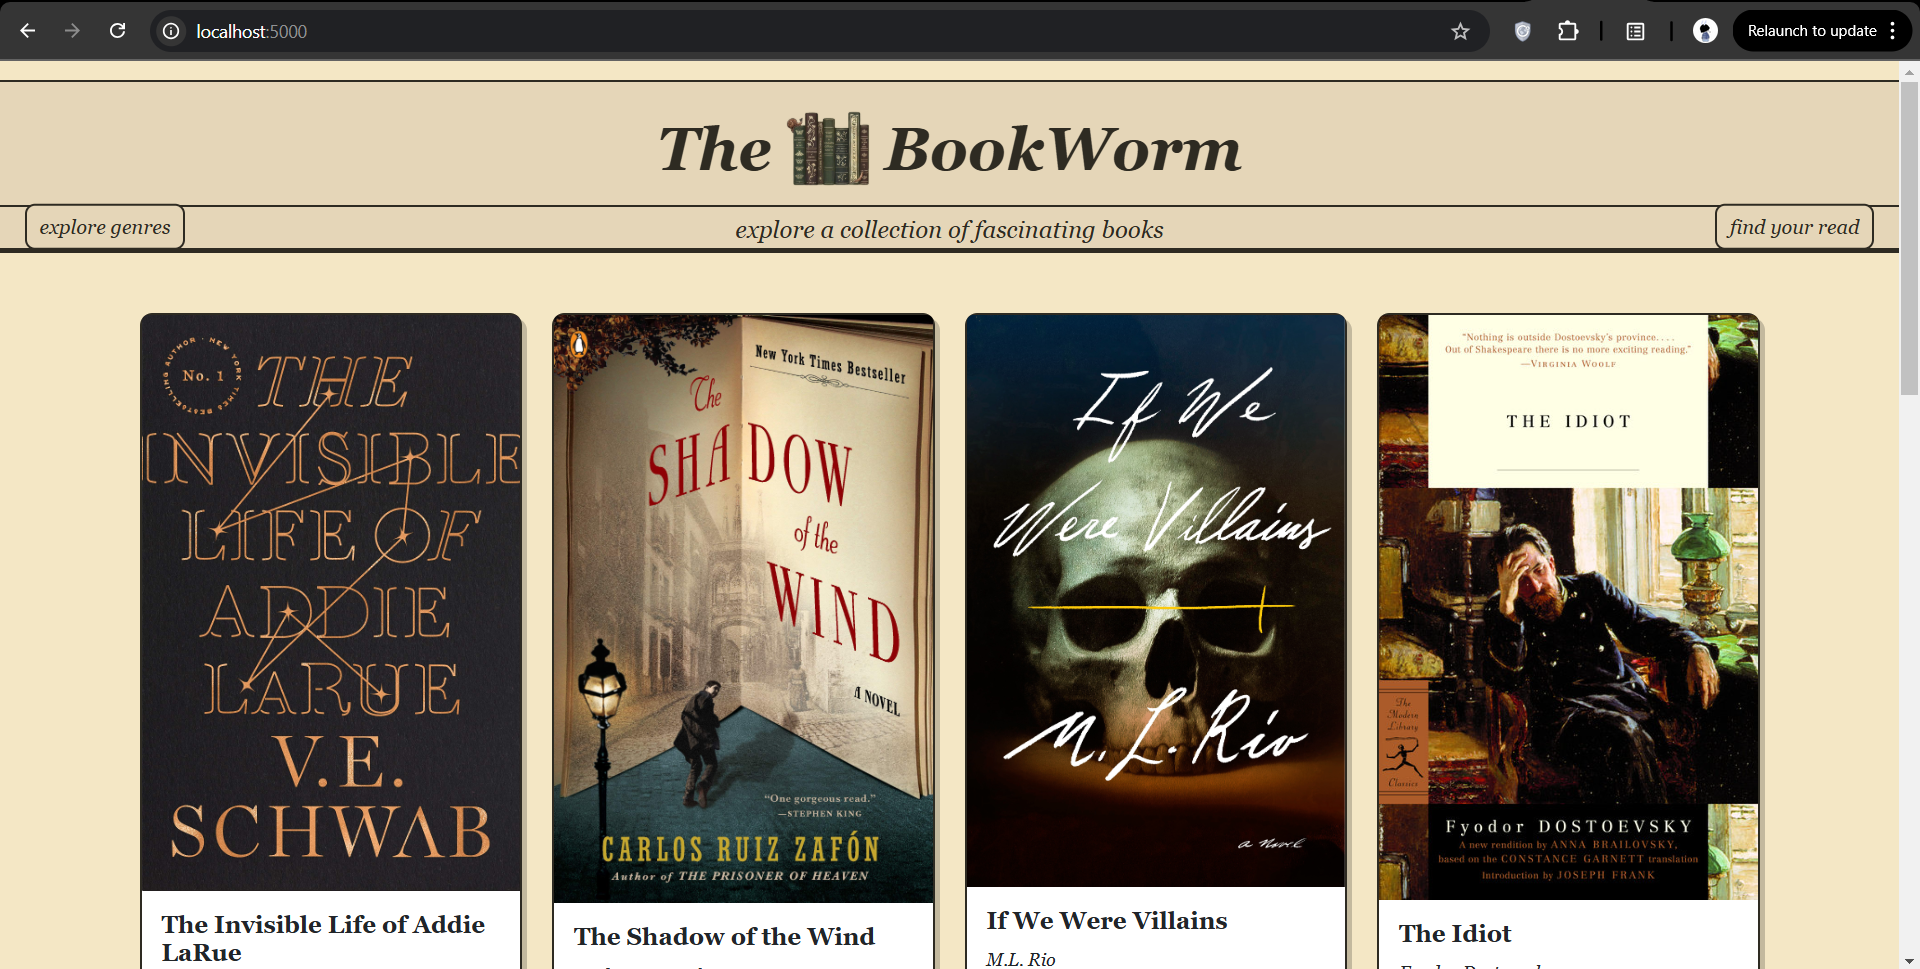 localhost:5000
Relaunch to update
The BookWorm
explore genres
explore a collection of fascinating books
find your read
AUTHOR · NEW YORK TIMES BESTSELLING
No. 1
THE
INVISIBLE
LIFE OF
ADDIE
LARUE
V.E.
SCHWAB
The Invisible Life of Addie
LaRue
New York Times Bestseller
The
SHADOW
of the
WIND
A NOVEL
“One gorgeous read.”
—STEPHEN KING
CARLOS RUIZ ZAFÓN
Author of THE PRISONER OF HEAVEN
The Shadow of the Wind
If We
Were Villains
M. L. Rio
a novel
If We Were Villains
M.L. Rio
“Nothing is outside Dostoevsky's province. . . .
Out of Shakespeare there is no more exciting reading.”
—VIRGINIA WOOLF
THE IDIOT
The
Modern
Library
Classics
Fyodor DOSTOEVSKY
A new rendition by ANNA BRAILOVSKY,
based on the CONSTANCE GARNETT translation
Introduction by JOSEPH FRANK
The Idiot